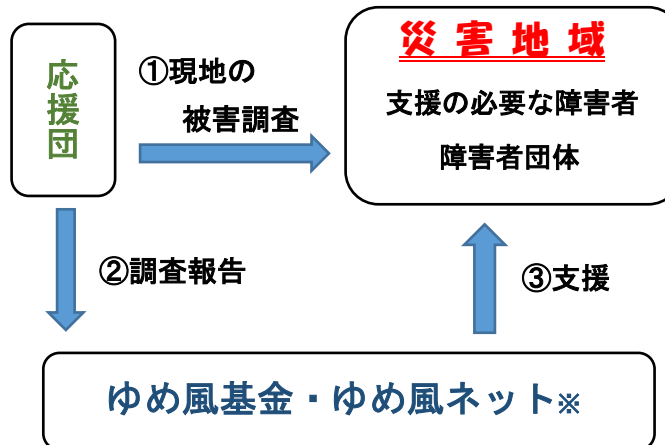 応援団
①現地の
被害調査
災害地域
支援の必要な障害者
障害者団体
②調査報告
③支援
ゆめ風基金・ゆめ風ネット※